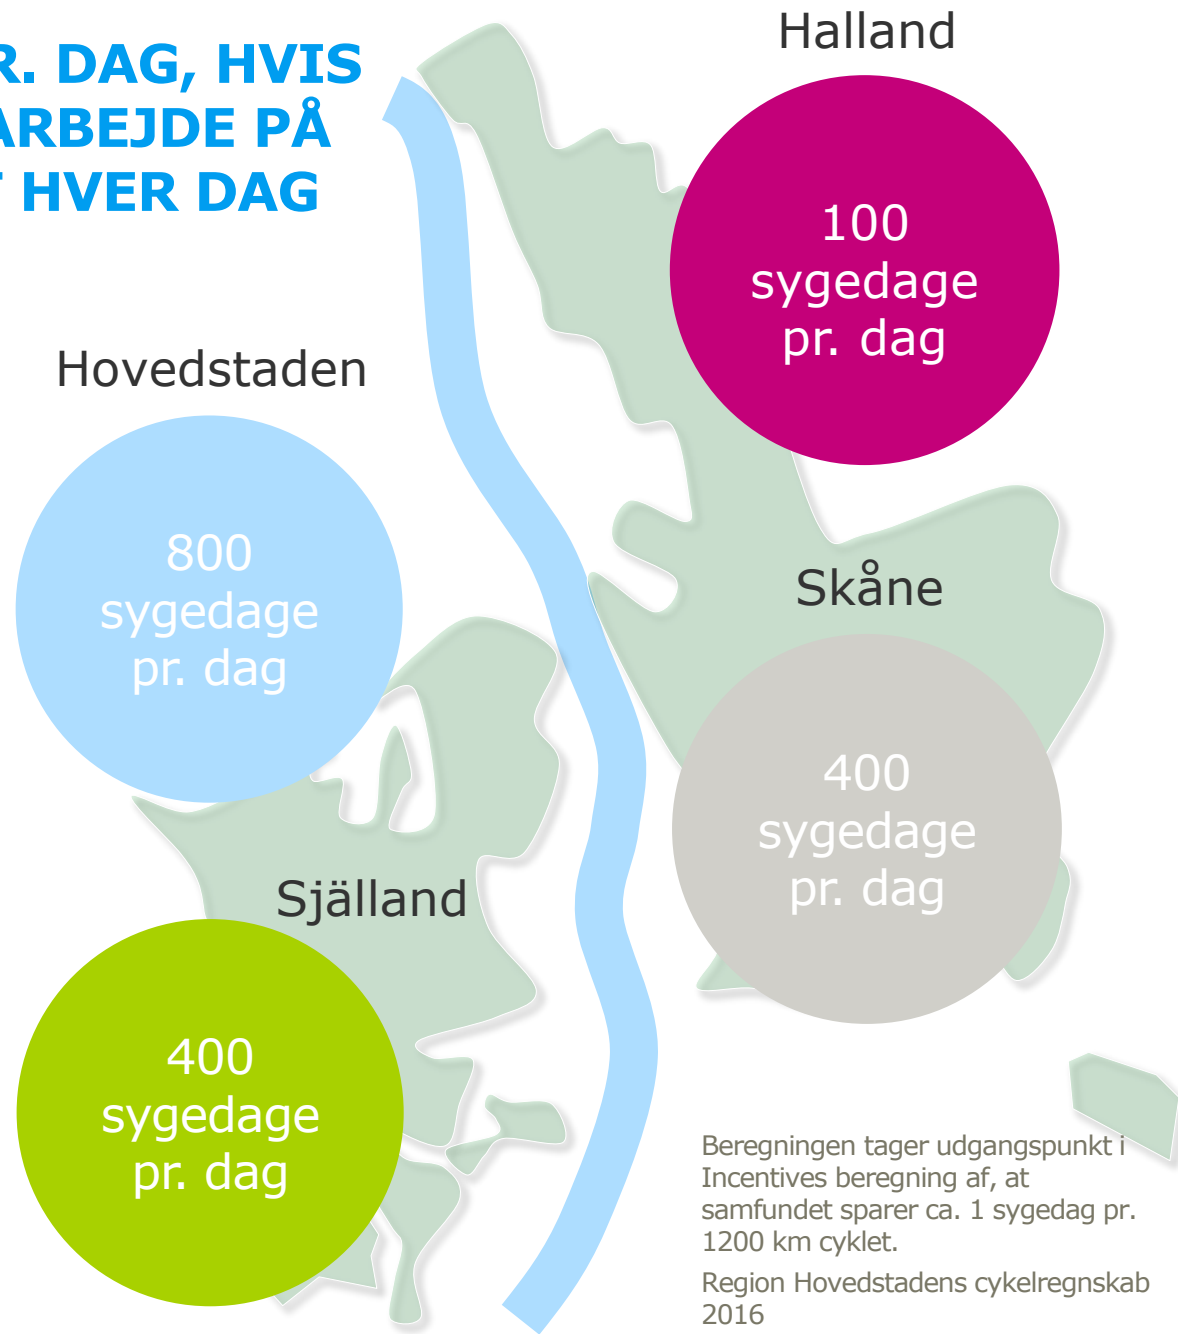 R. DAG, HVIS
ARBEJDE PÅ
HVER DAG
Halland
100
sygedage
pr. dag
Hovedstaden
800
sygedage
pr. dag
Skåne
400
sygedage
pr. dag
Själland
400
sygedage
pr. dag
Beregningen tager udgangspunkt i
Incentives beregning af, at
samfundet sparer ca. 1 sygedag pr.
1200 km cyklet.
Region Hovedstadens cykelregnskab
2016